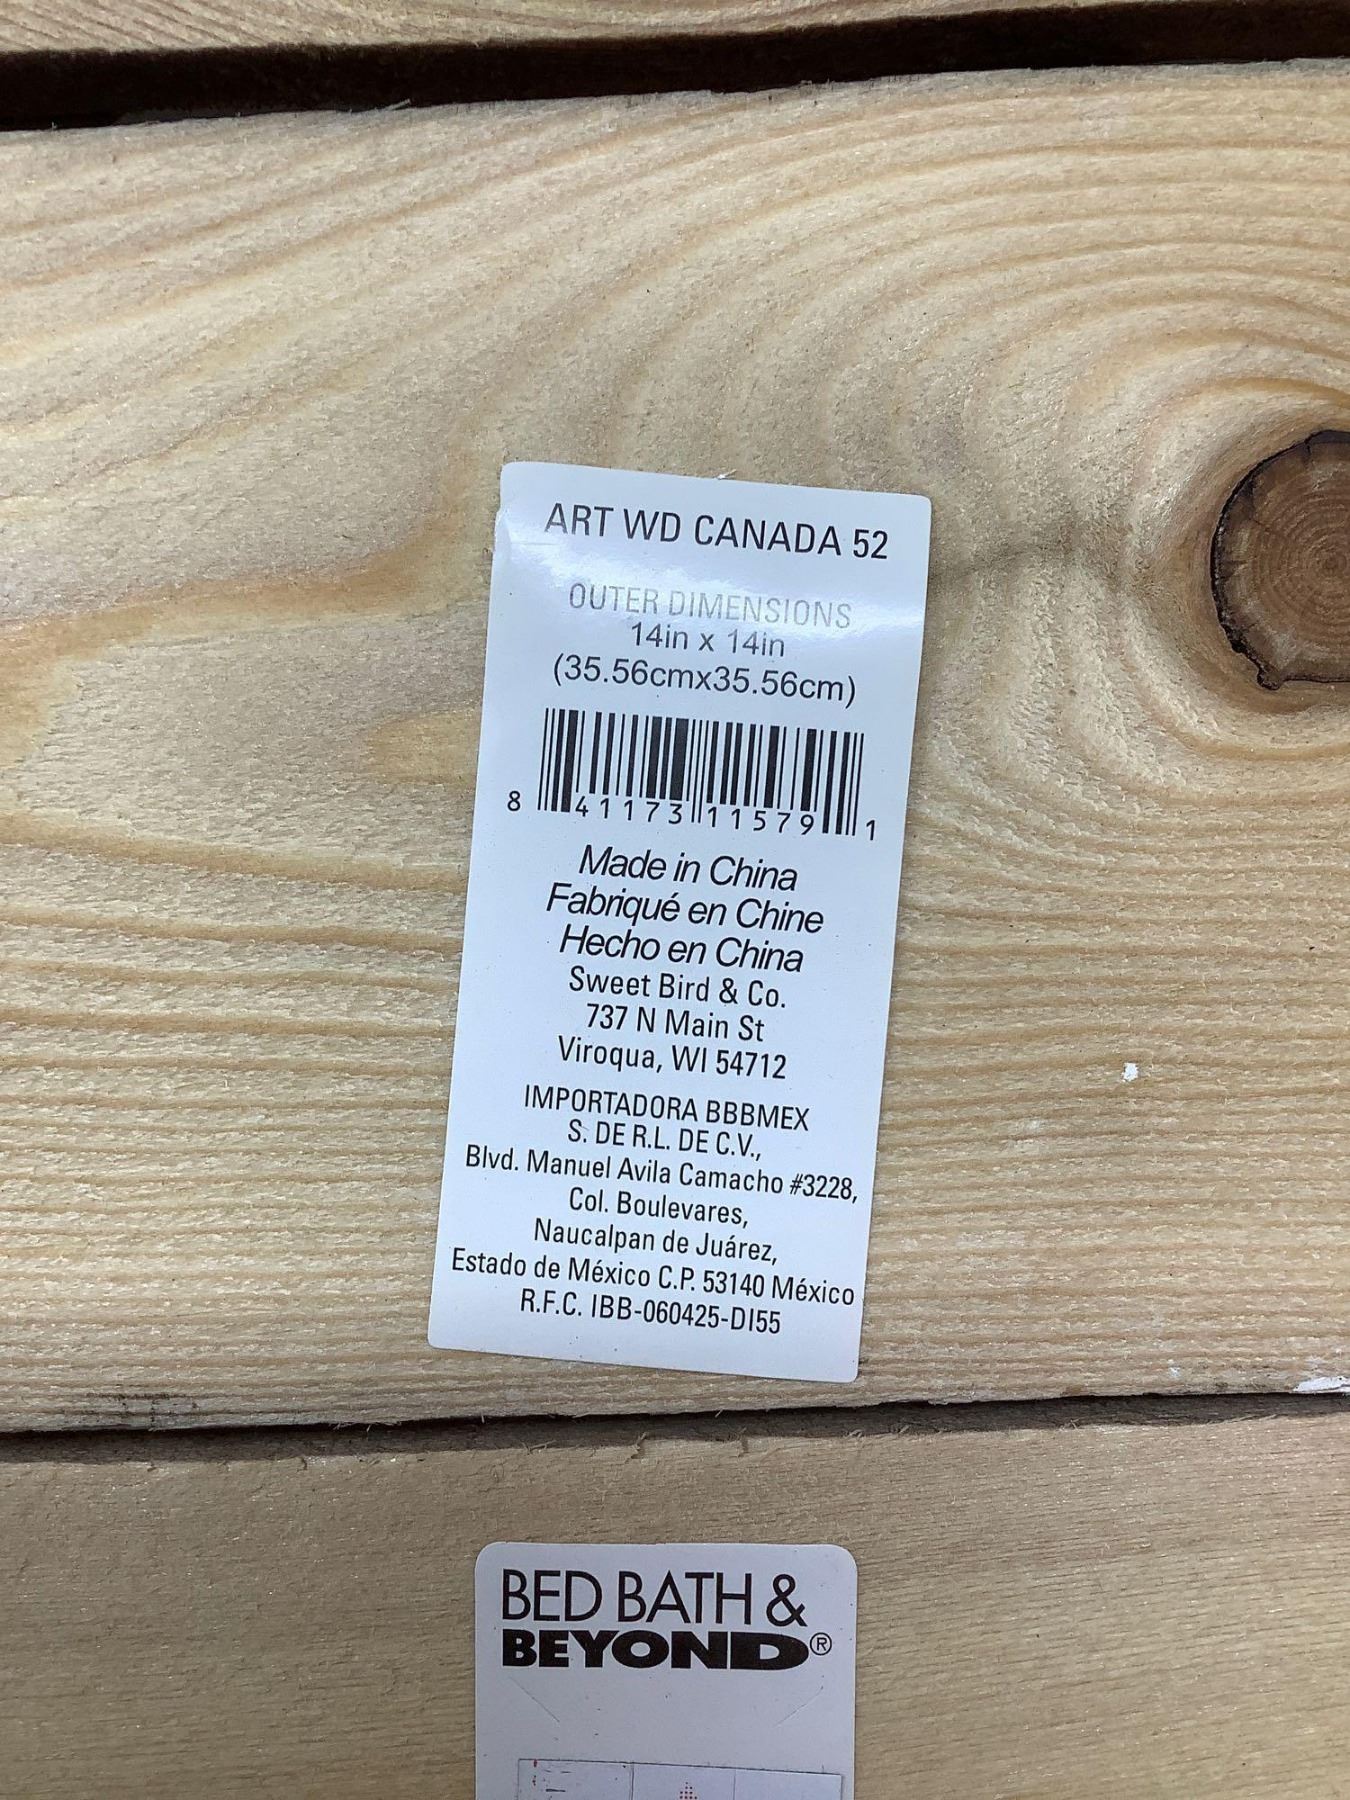 ART WD CANADA 52
OUTER DIMENSIONS
14in x 14in
(35.56cmx35.56cm)
8 41173 11579 1
Made in China
Fabriqué en Chine
Hecho en China
Sweet Bird & Co.
737 N Main St
Viroqua, WI 54712
IMPORTADORA BBBMEX
S. DE R.L. DE C.V.,
Blvd. Manuel Avila Camacho #3228,
Col. Boulevares,
Naucalpan de Juárez,
Estado de México C.P. 53140 México
R.F.C. IBB-060425-DI55
BED BATH &
BEYOND®